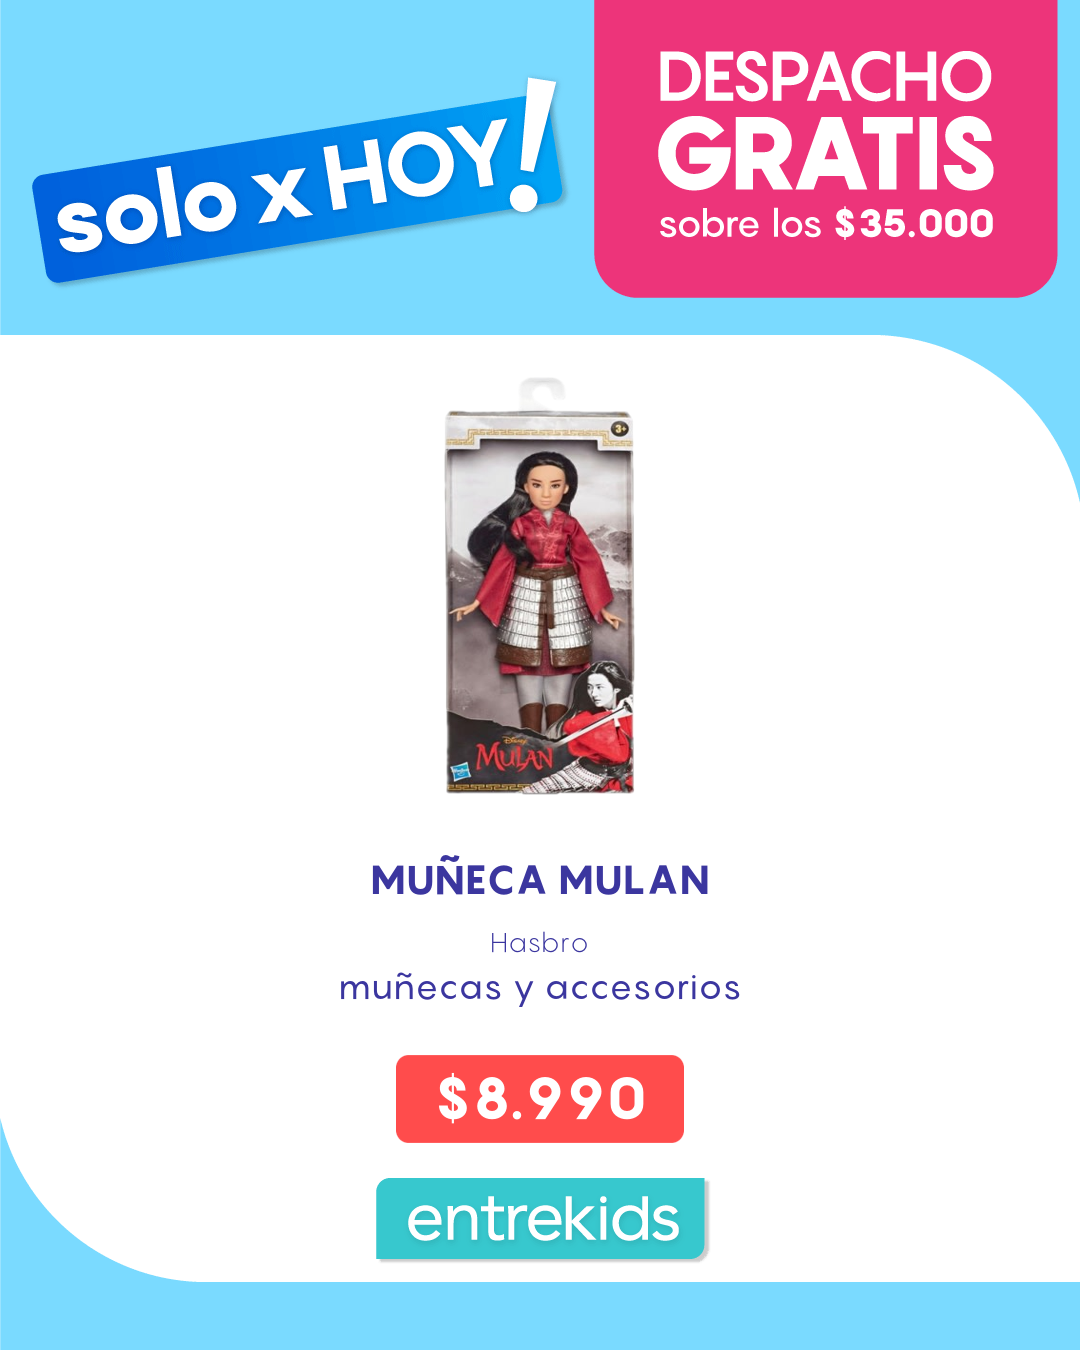 solo x HOY!
DESPACHO
GRATIS
sobre los $35.000
3+
Disney
MULAN
Hasbro
MUÑECA MULAN
Hasbro
muñecas y accesorios
$8.990
entrekids